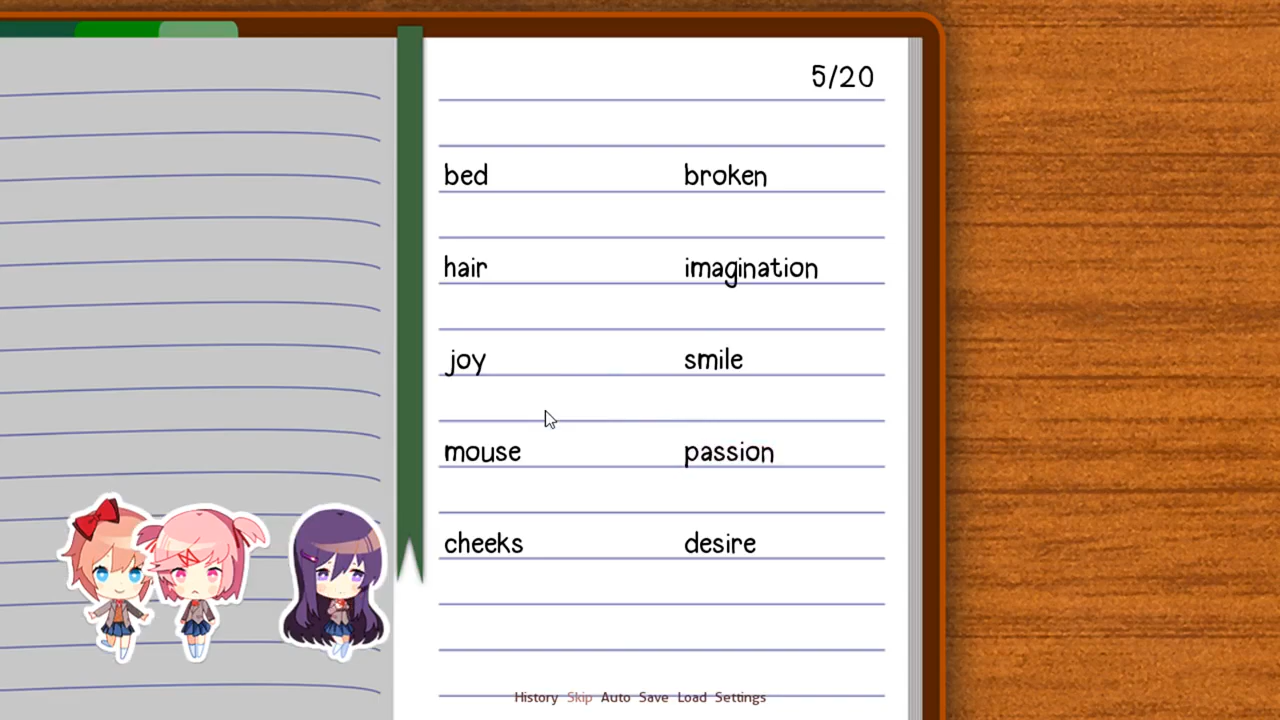 5/20
bed broken
hair imagination
joy smile
mouse passion
cheeks desire
History Skip Auto Save Load Settings